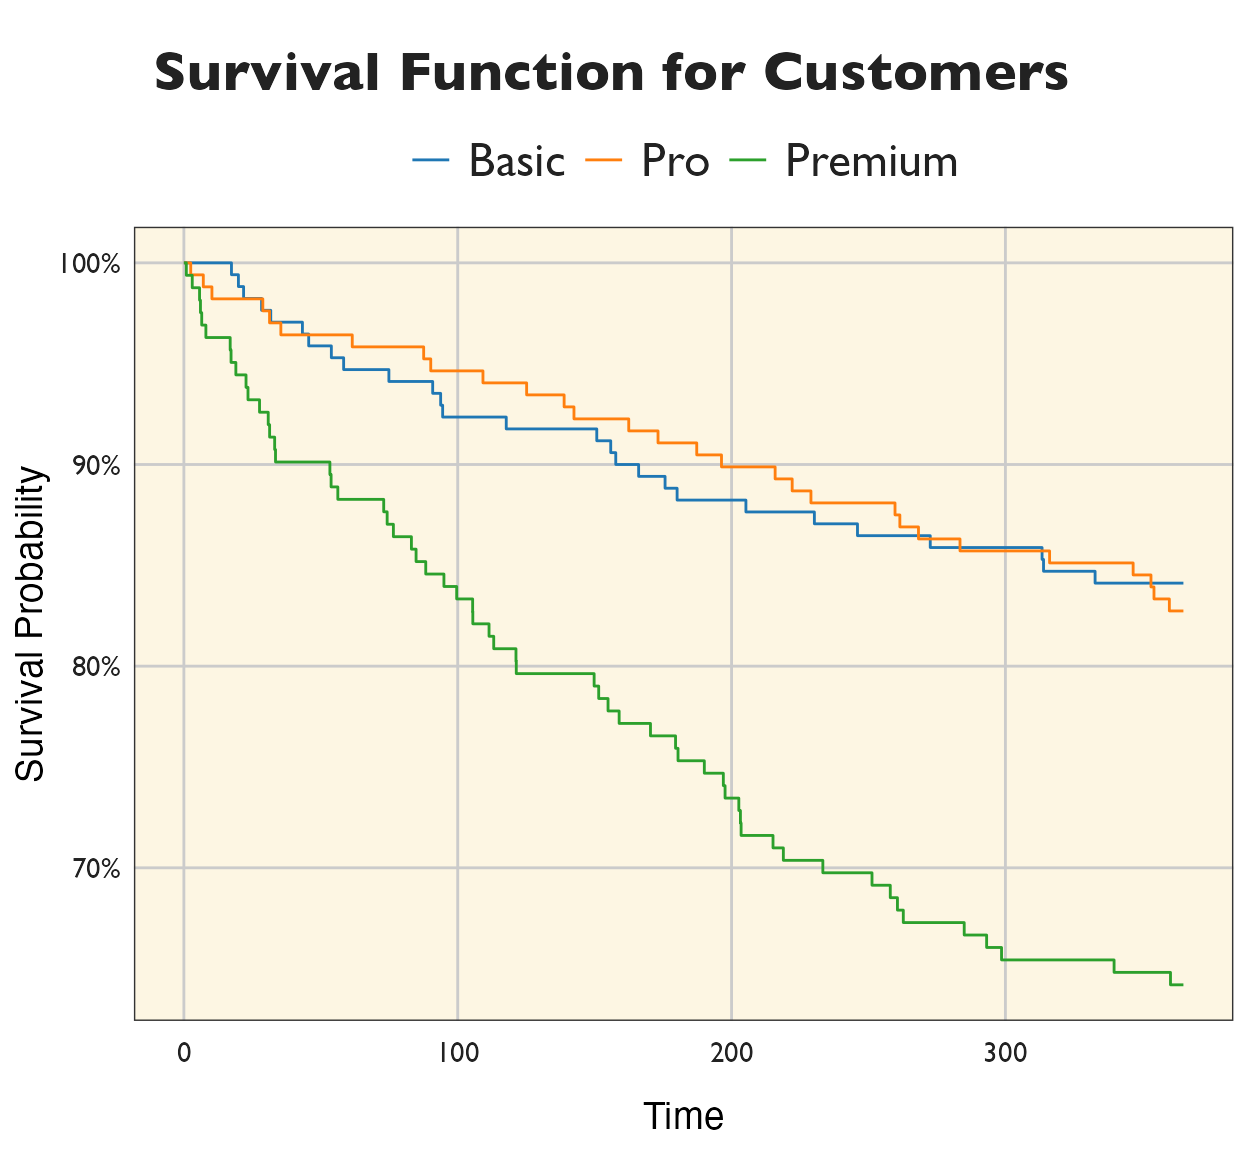 Survival Function for Customers
Basic Pro Premium
100%
90%
80%
70%
Survival Probability
0 100 200 300
Time